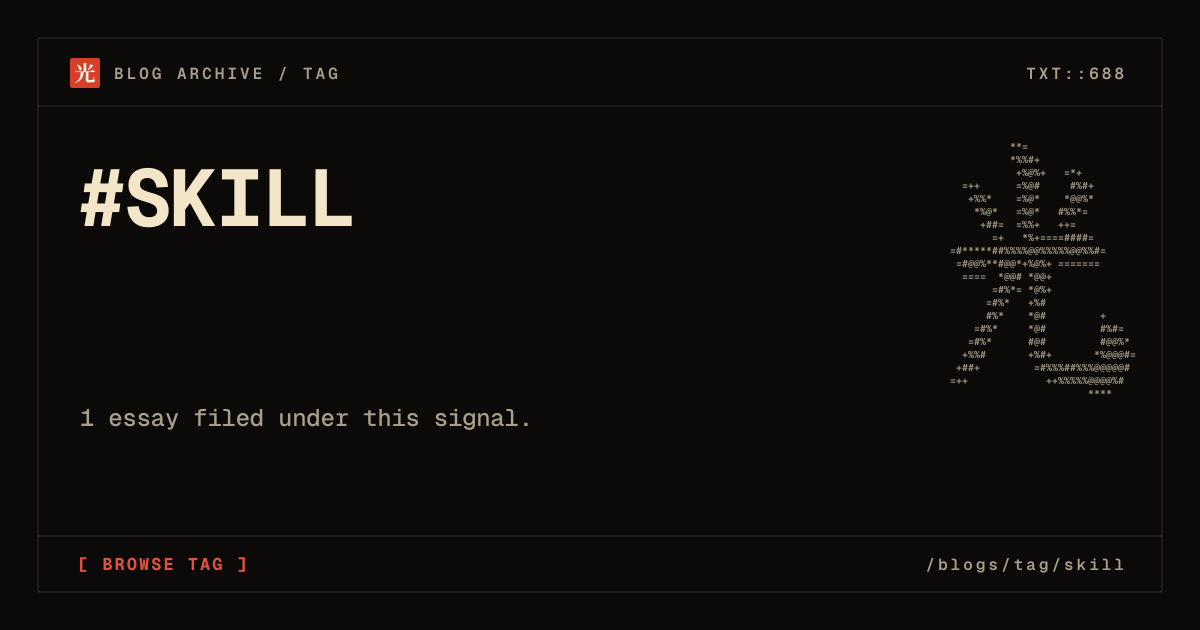 光 BLOG ARCHIVE / TAG
TXT::688
#SKILL
1 essay filed under this signal.
[ BROWSE TAG ]
/blogs/tag/skill